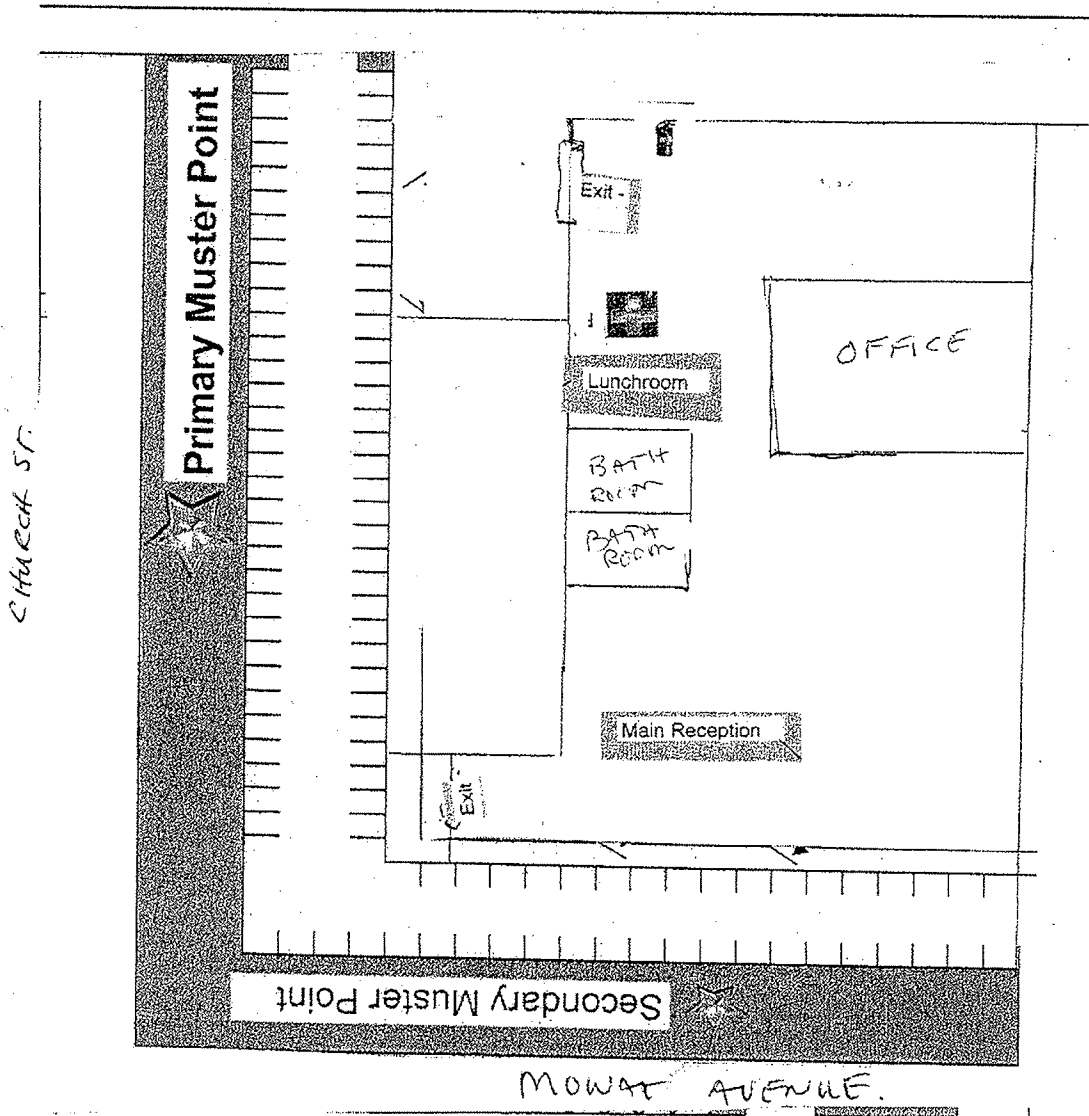 Primary Muster Point
CHURCH ST.
Exit -
OFFICE
Lunchroom
BATH
ROOM
BATH
ROOM
Main Reception
Exit -
Secondary Muster Point
MOWAT AVENUE.